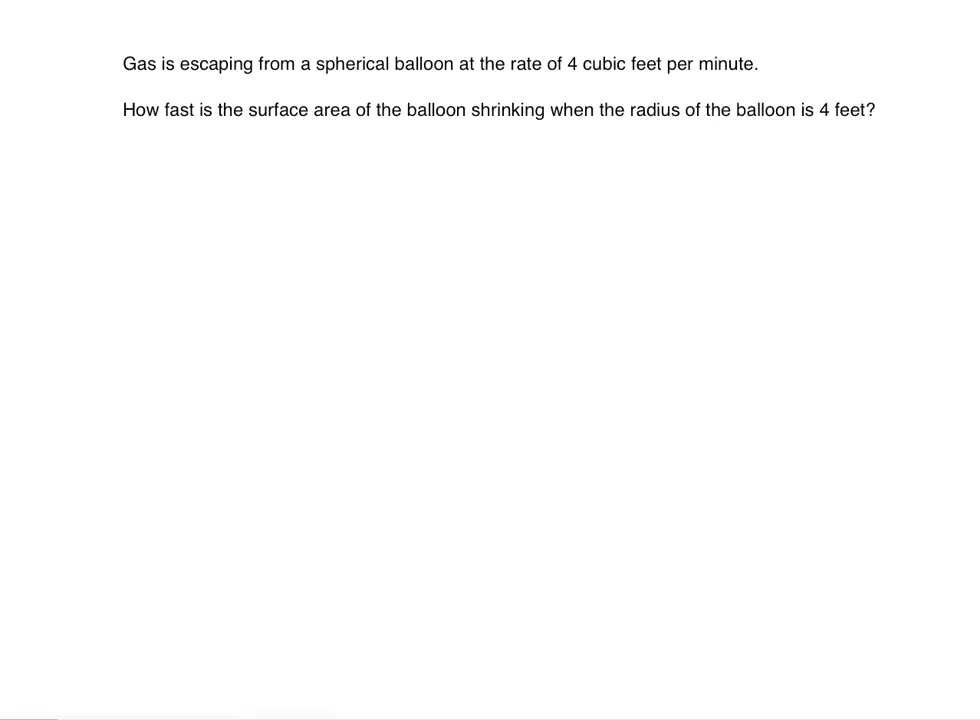 Gas is escaping from a spherical balloon at the rate of 4 cubic feet per minute.
How fast is the surface area of the balloon shrinking when the radius of the balloon is 4 feet?